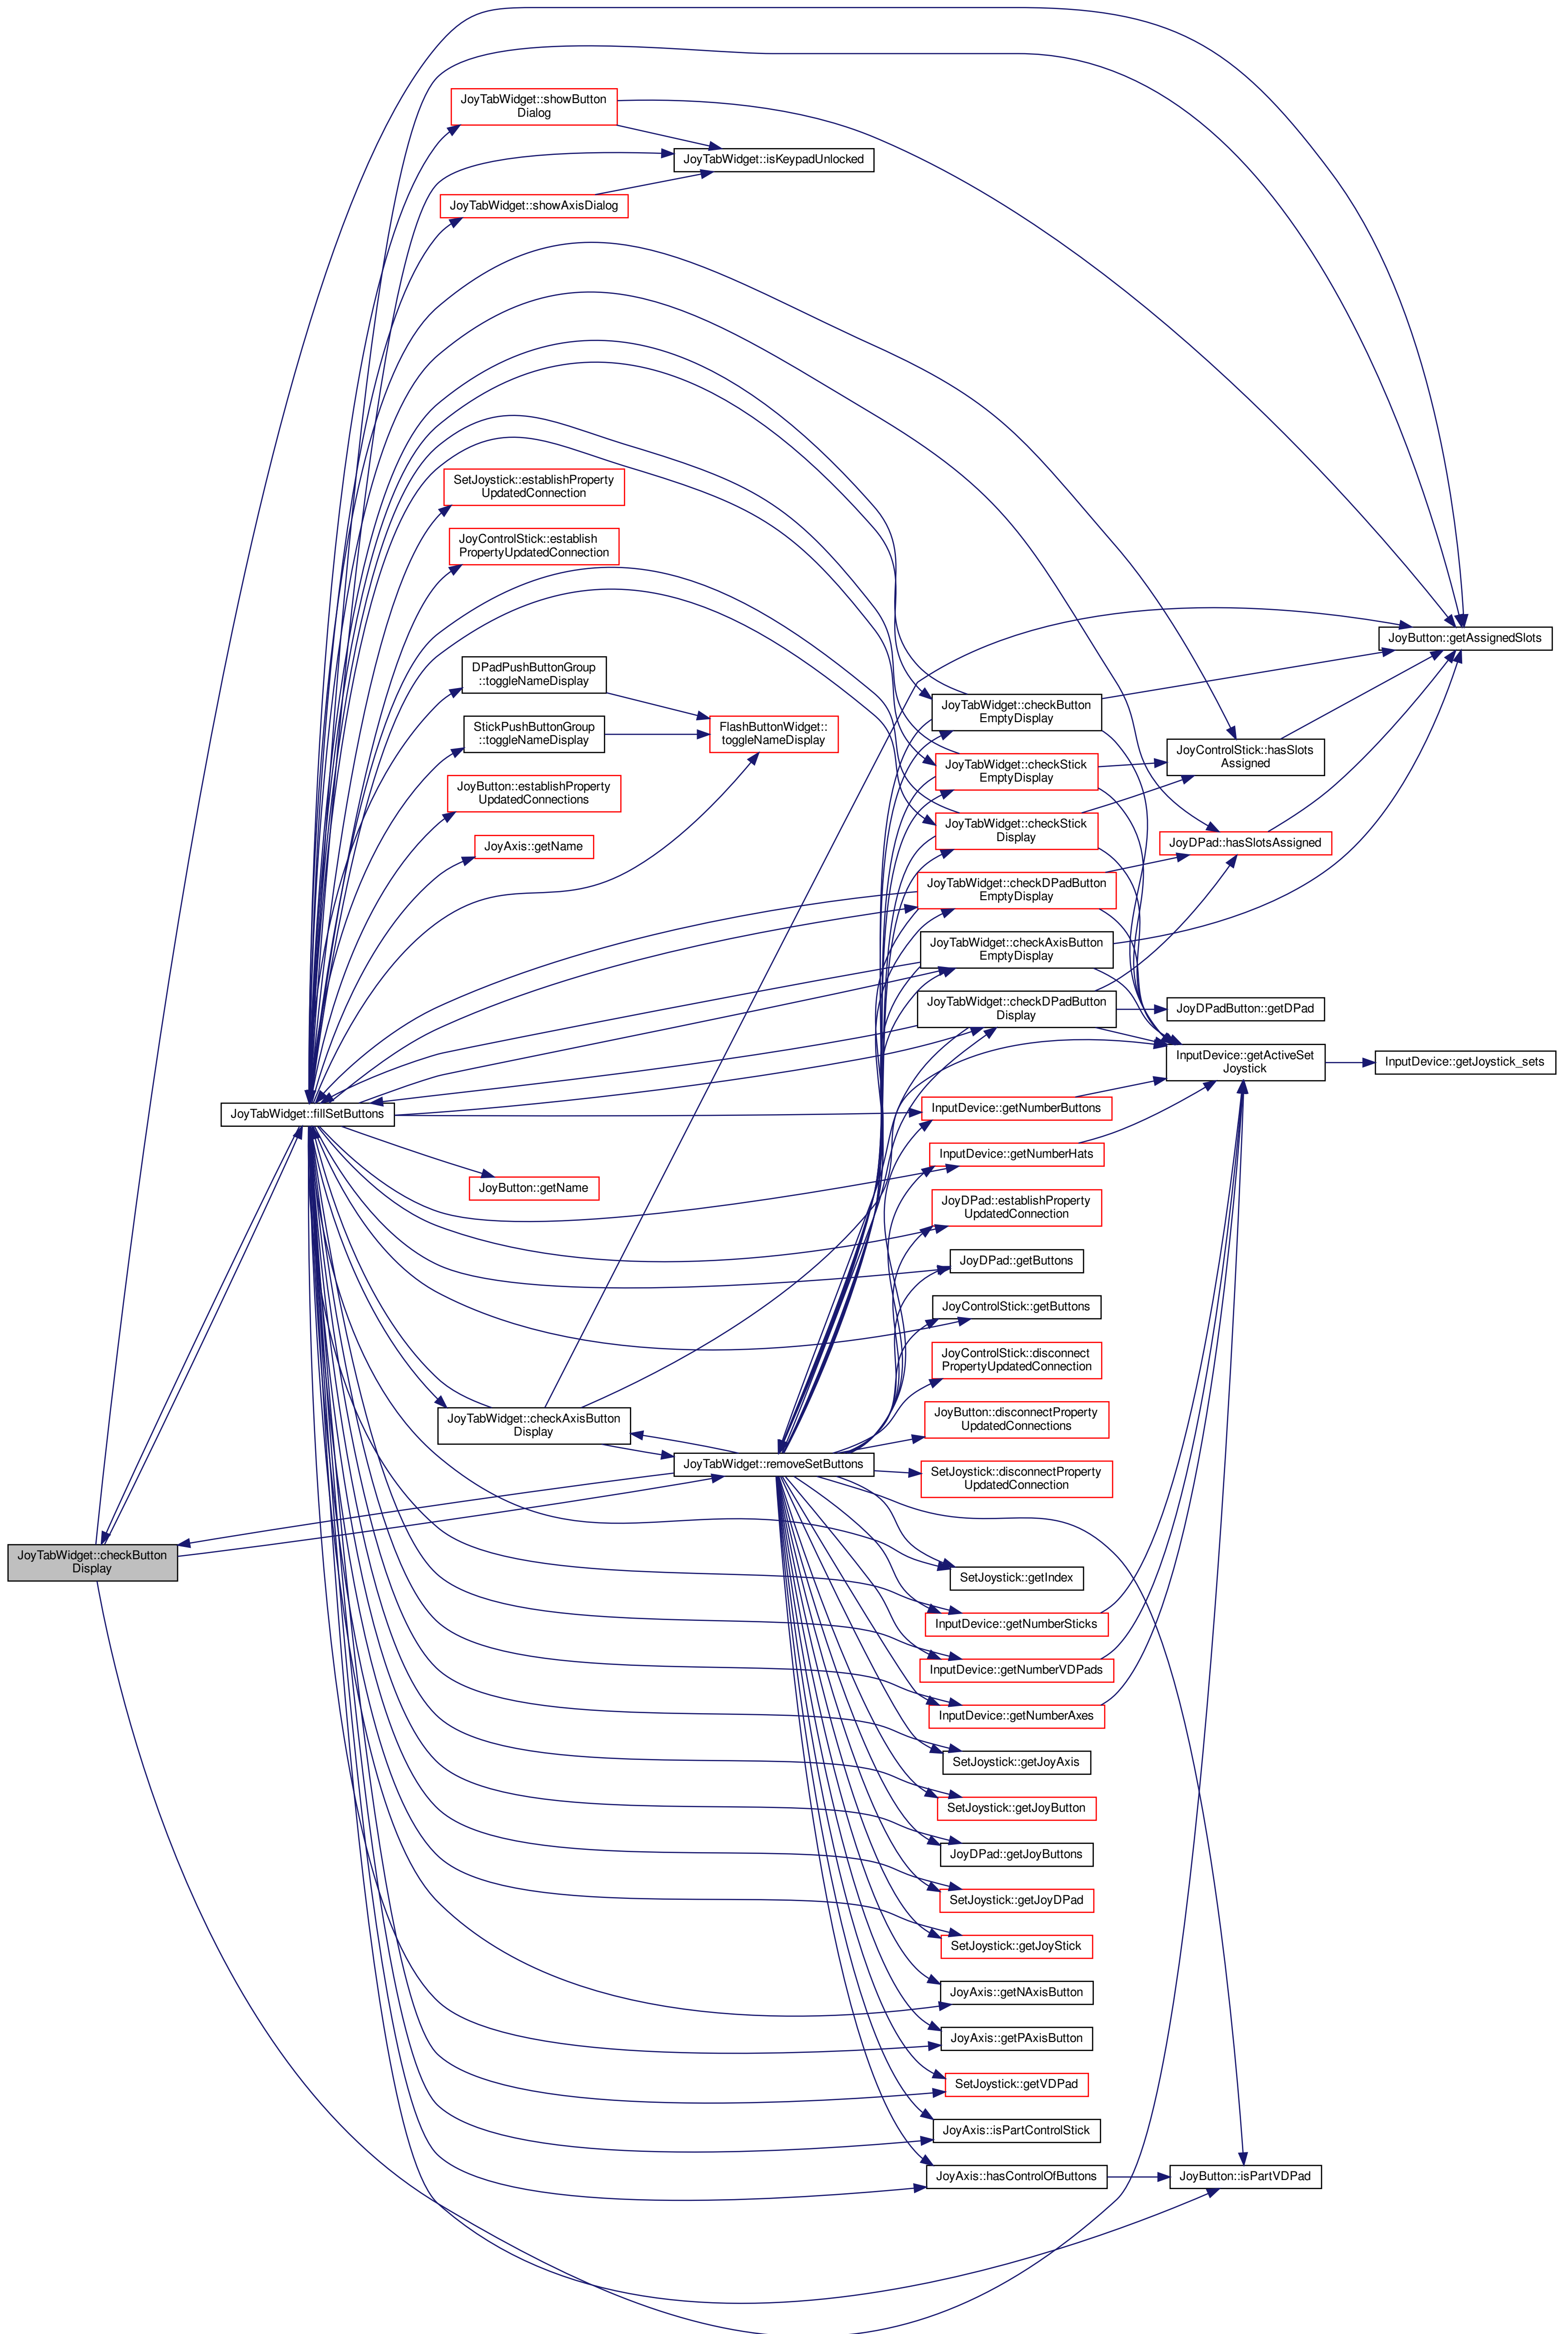 JoyTabWidget::showButton
Dialog
JoyTabWidget::isKeypadUnlocked
JoyTabWidget::showAxisDialog
SetJoystick::establishProperty
UpdatedConnection
JoyControlStick::establish
PropertyUpdatedConnection
JoyButton::getAssignedSlots
DPadPushButtonGroup
::toggleNameDisplay
StickPushButtonGroup
::toggleNameDisplay
FlashButtonWidget::
toggleNameDisplay
JoyTabWidget::checkButton
EmptyDisplay
JoyControlStick::hasSlots
Assigned
JoyTabWidget::checkStick
EmptyDisplay
JoyButton::establishProperty
UpdatedConnections
JoyTabWidget::checkStick
Display
JoyAxis::getName
JoyDPad::hasSlotsAssigned
JoyTabWidget::checkDPadButton
EmptyDisplay
JoyTabWidget::checkAxisButton
EmptyDisplay
JoyTabWidget::checkDPadButton
Display
JoyDPadButton::getDPad
InputDevice::getActiveSet
Joystick
InputDevice::getJoystick_sets
JoyTabWidget::fillSetButtons
InputDevice::getNumberButtons
InputDevice::getNumberHats
JoyButton::getName
JoyDPad::establishProperty
UpdatedConnection
JoyDPad::getButtons
JoyControlStick::getButtons
JoyControlStick::disconnect
PropertyUpdatedConnection
JoyTabWidget::checkAxisButton
Display
JoyButton::disconnectProperty
UpdatedConnections
JoyTabWidget::removeSetButtons
SetJoystick::disconnectProperty
UpdatedConnection
JoyTabWidget::checkButton
Display
SetJoystick::getIndex
InputDevice::getNumberSticks
InputDevice::getNumberVDPads
InputDevice::getNumberAxes
SetJoystick::getJoyAxis
SetJoystick::getJoyButton
JoyDPad::getJoyButtons
SetJoystick::getJoyDPad
SetJoystick::getJoyStick
JoyAxis::getNAxisButton
JoyAxis::getPAxisButton
SetJoystick::getVDPad
JoyAxis::isPartControlStick
JoyAxis::hasControlOfButtons
JoyButton::isPartVDPad